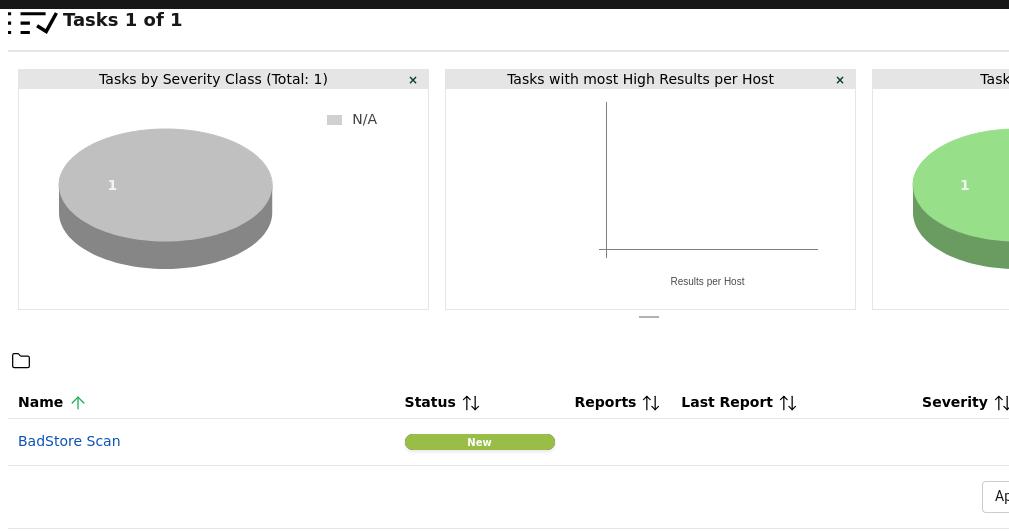 Tasks 1 of 1
Tasks by Severity Class (Total: 1) ×
N/A
1
Tasks with most High Results per Host ×
Results per Host
Task
1
Name Status Reports Last Report Severity
BadStore Scan New
Ap